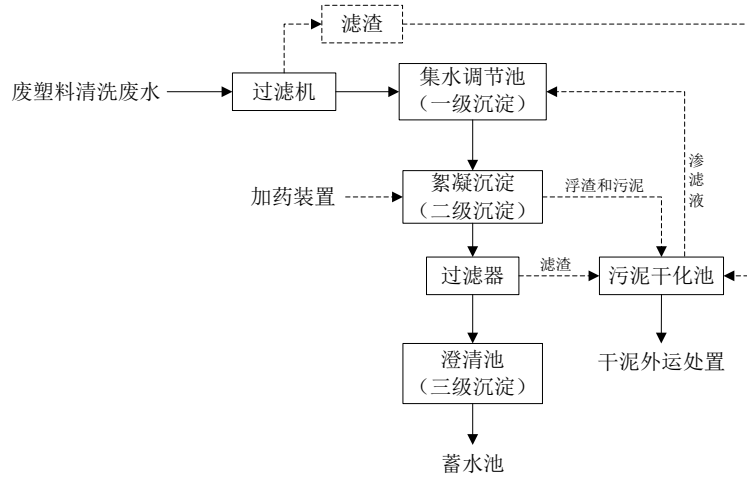 滤渣
废塑料清洗废水
过滤机
集水调节池
（一级沉淀）
渗滤液
加药装置
絮凝沉淀
（二级沉淀）
浮渣和污泥
过滤器
滤渣
污泥干化池
澄清池
（三级沉淀）
干泥外运处置
蓄水池